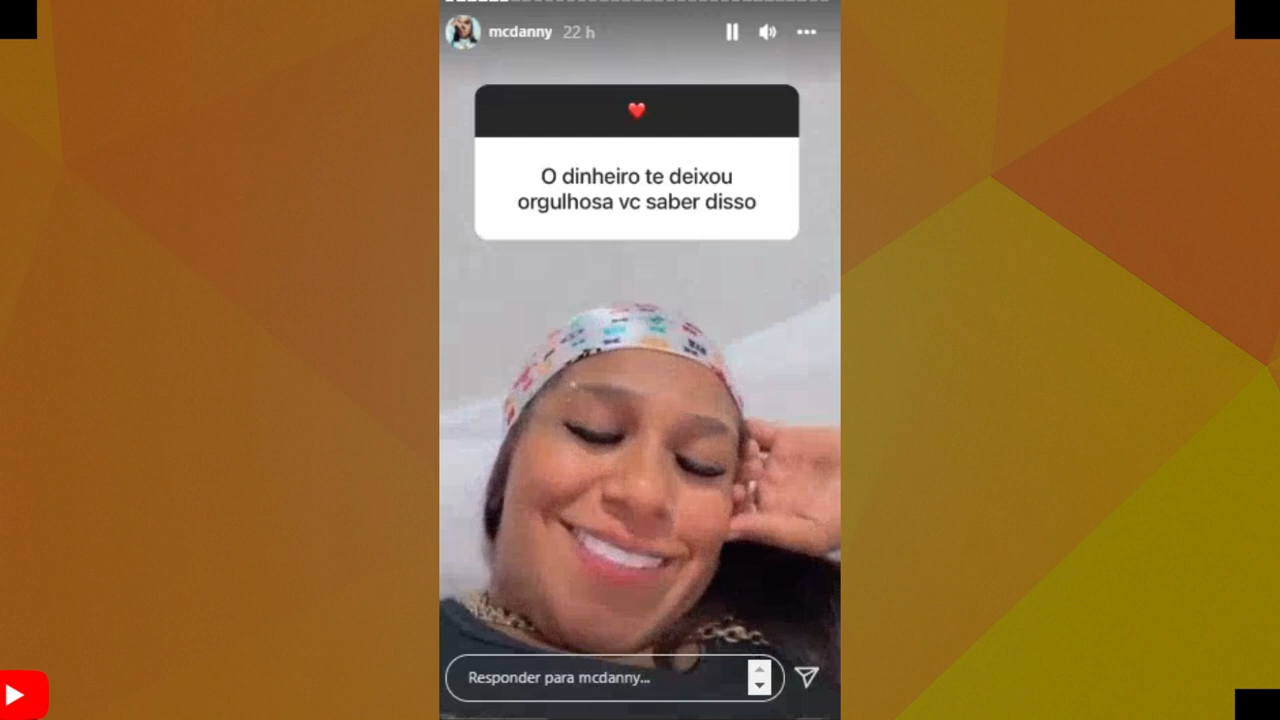 mcdanny 22 h
❤️
O dinheiro te deixou
orgulhosa vc saber disso
Responder para mcdanny...